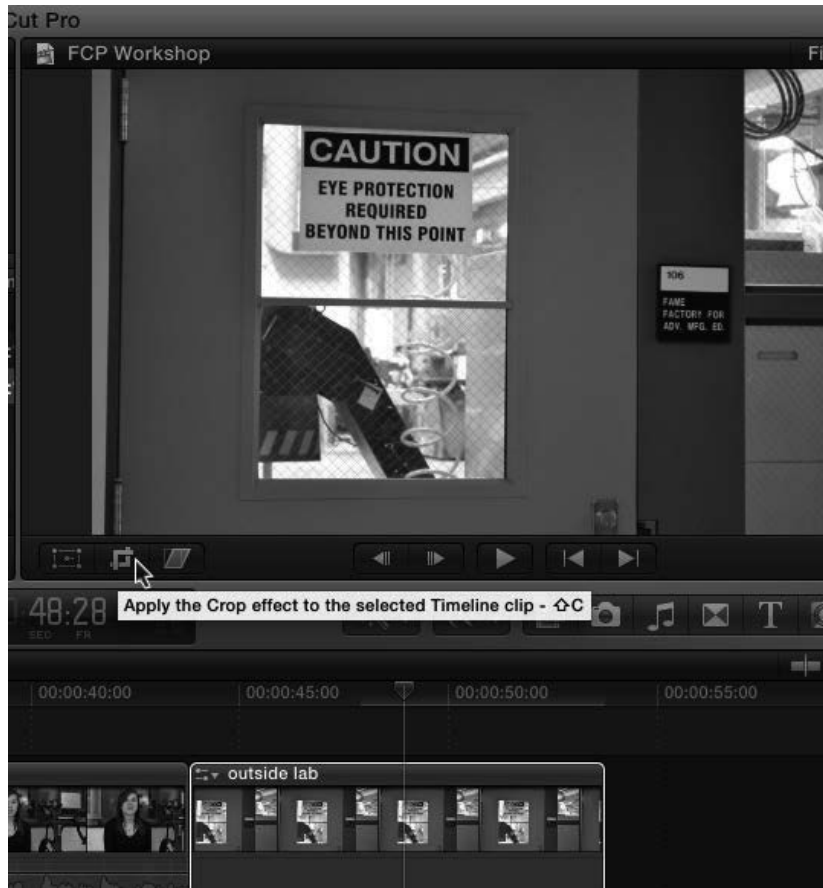 Cut Pro
FCP Workshop
Fi
CAUTION
EYE PROTECTION
REQUIRED
BEYOND THIS POINT
106
FAME
FACTORY FOR
ADV. MFG. ED.
48:28
SED FR
Apply the Crop effect to the selected Timeline clip - ⇧C
T
00:00:40:00
00:00:45:00
00:00:50:00
00:00:55:00
outside lab